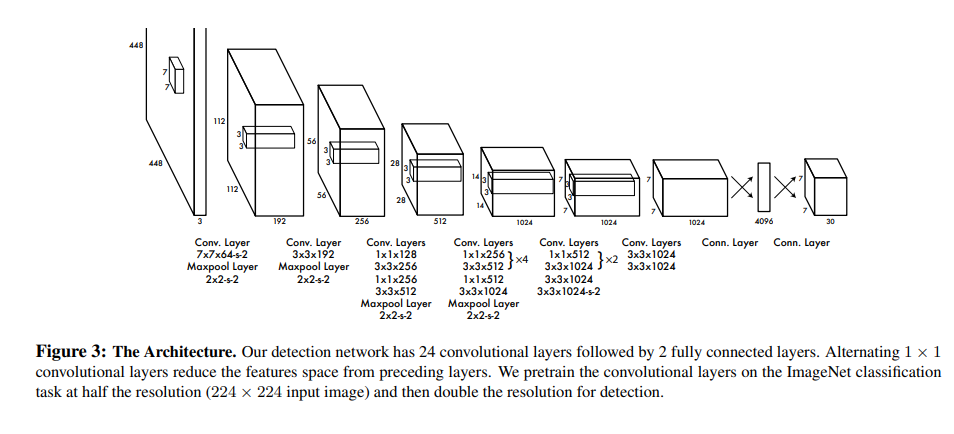 448
7
7
448
3
112
3
3
112
192
56
3
3
56
256
28
3
3
28
512
14
3
3
14
1024
7
3
3
7
1024
7
7
1024
4096
7
7
30
Conv. Layer
7x7x64-s-2
Maxpool Layer
2x2-s-2
Conv. Layer
3x3x192
Maxpool Layer
2x2-s-2
Conv. Layers
1x1x128
3x3x256
1x1x256
3x3x512
Maxpool Layer
2x2-s-2
Conv. Layers
1x1x256
3x3x512
}×4
1x1x512
3x3x1024
Maxpool Layer
2x2-s-2
Conv. Layers
1x1x512
3x3x1024
}×2
3x3x1024
3x3x1024-s-2
Conv. Layers
3x3x1024
3x3x1024
Conn. Layer
Conn. Layer
Figure 3: The Architecture. Our detection network has 24 convolutional layers followed by 2 fully connected layers. Alternating 1 × 1
convolutional layers reduce the features space from preceding layers. We pretrain the convolutional layers on the ImageNet classification
task at half the resolution (224 × 224 input image) and then double the resolution for detection.